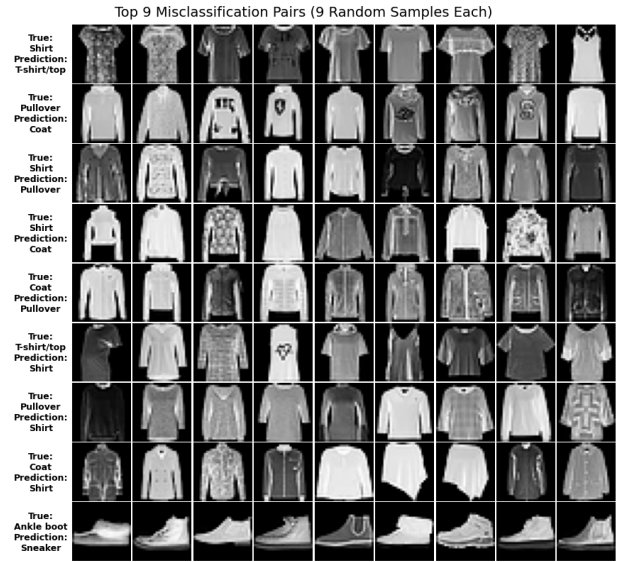 Top 9 Misclassification Pairs (9 Random Samples Each)
True:
Shirt
Prediction:
T-shirt/top
True:
Pullover
Prediction:
Coat
True:
Shirt
Prediction:
Pullover
True:
Shirt
Prediction:
Coat
True:
Coat
Prediction:
Pullover
True:
T-shirt/top
Prediction:
Shirt
True:
Pullover
Prediction:
Shirt
True:
Coat
Prediction:
Shirt
True:
Ankle boot
Prediction:
Sneaker